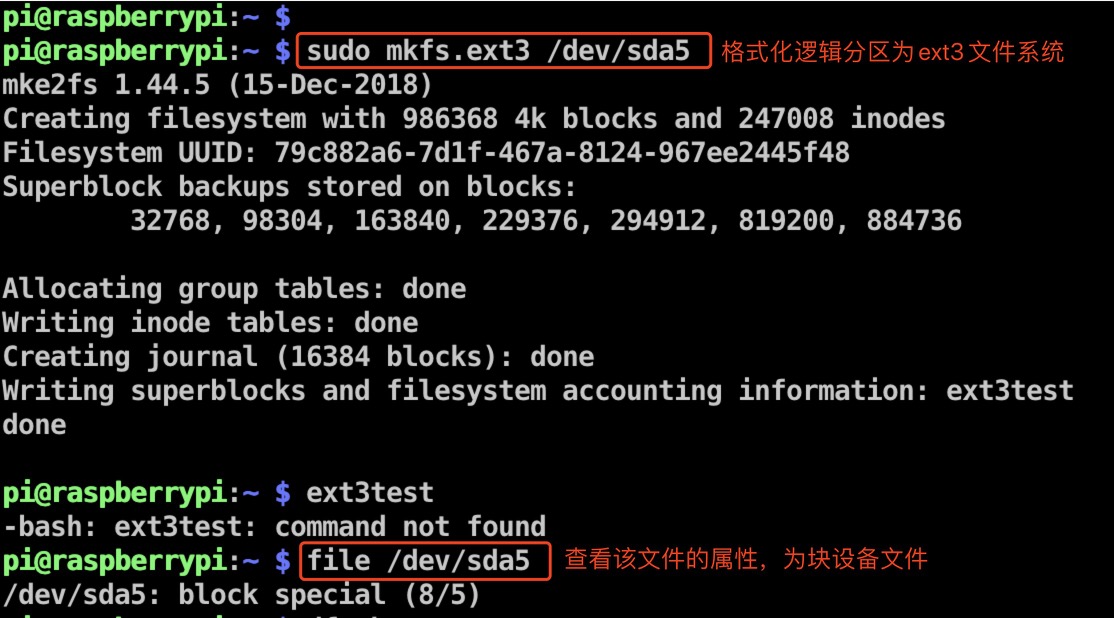 pi@raspberrypi:~ $
pi@raspberrypi:~ $ sudo mkfs.ext3 /dev/sda5 格式化逻辑分区为ext3文件系统
mke2fs 1.44.5 (15-Dec-2018)
Creating filesystem with 986368 4k blocks and 247008 inodes
Filesystem UUID: 79c882a6-7d1f-467a-8124-967ee2445f48
Superblock backups stored on blocks:
32768, 98304, 163840, 229376, 294912, 819200, 884736
Allocating group tables: done
Writing inode tables: done
Creating journal (16384 blocks): done
Writing superblocks and filesystem accounting information: ext3test
done
pi@raspberrypi:~ $ ext3test
-bash: ext3test: command not found
pi@raspberrypi:~ $ file /dev/sda5 查看该文件的属性，为块设备文件
/dev/sda5: block special (8/5)